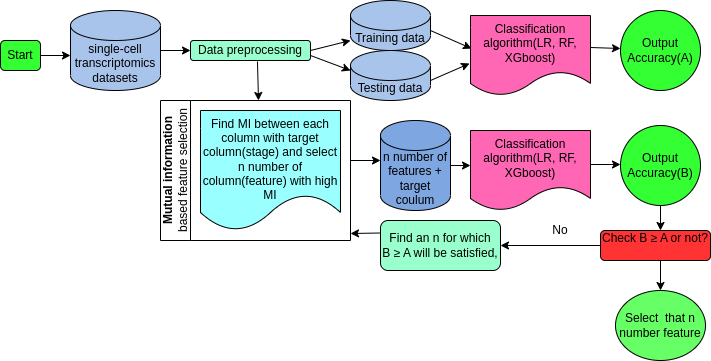 Start
single-cell
transcriptomics
datasets
Data preprocessing
Training data
Testing data
Classification
algorithm(LR, RF,
XGboost)
Output
Accuracy(A)
Mutual information
based feature selection
Find MI between each
column with target
column(stage) and select
n number of
column(feature) with high
MI
n number of
features +
target
coulum
Classification
algorithm(LR, RF,
XGboost)
Output
Accuracy(B)
Find an n for which
B ≥ A will be satisfied,
No
Check B ≥ A or not?
Select that n
number feature